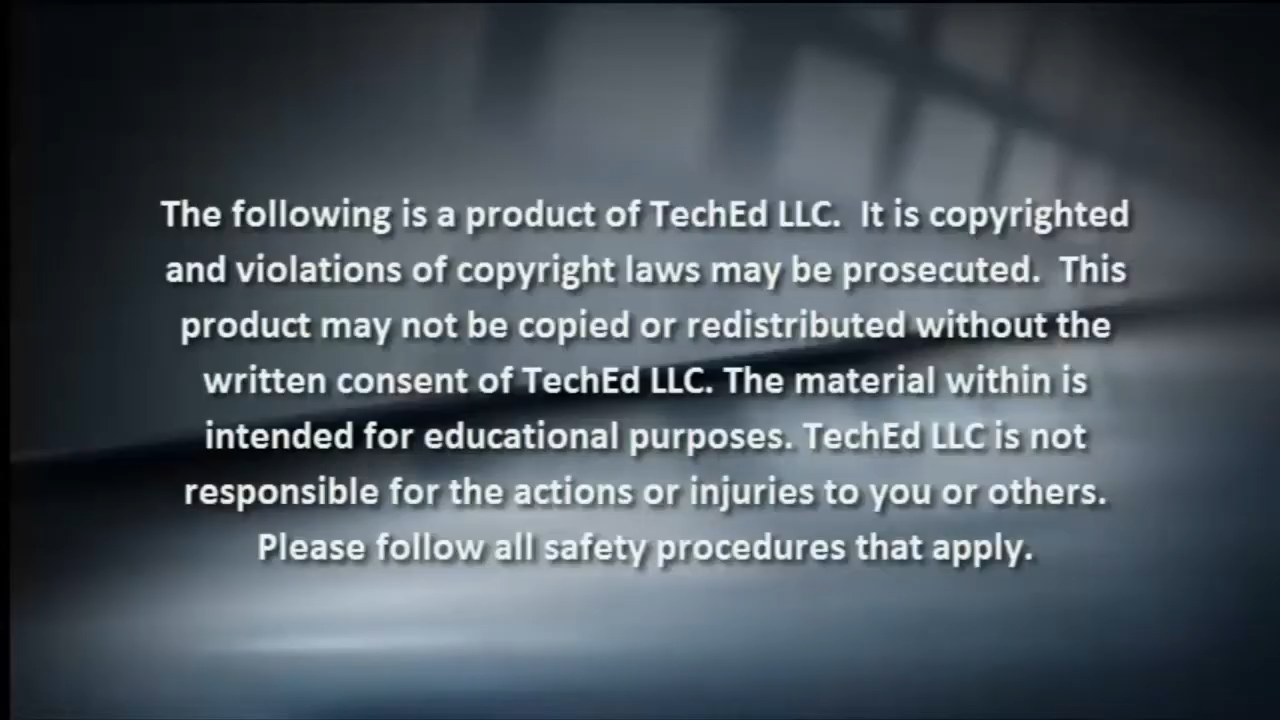 The following is a product of TechEd LLC.  It is copyrighted
and violations of copyright laws may be prosecuted.  This
product may not be copied or redistributed without the
written consent of TechEd LLC. The material within is
intended for educational purposes. TechEd LLC is not
responsible for the actions or injuries to you or others.
Please follow all safety procedures that apply.